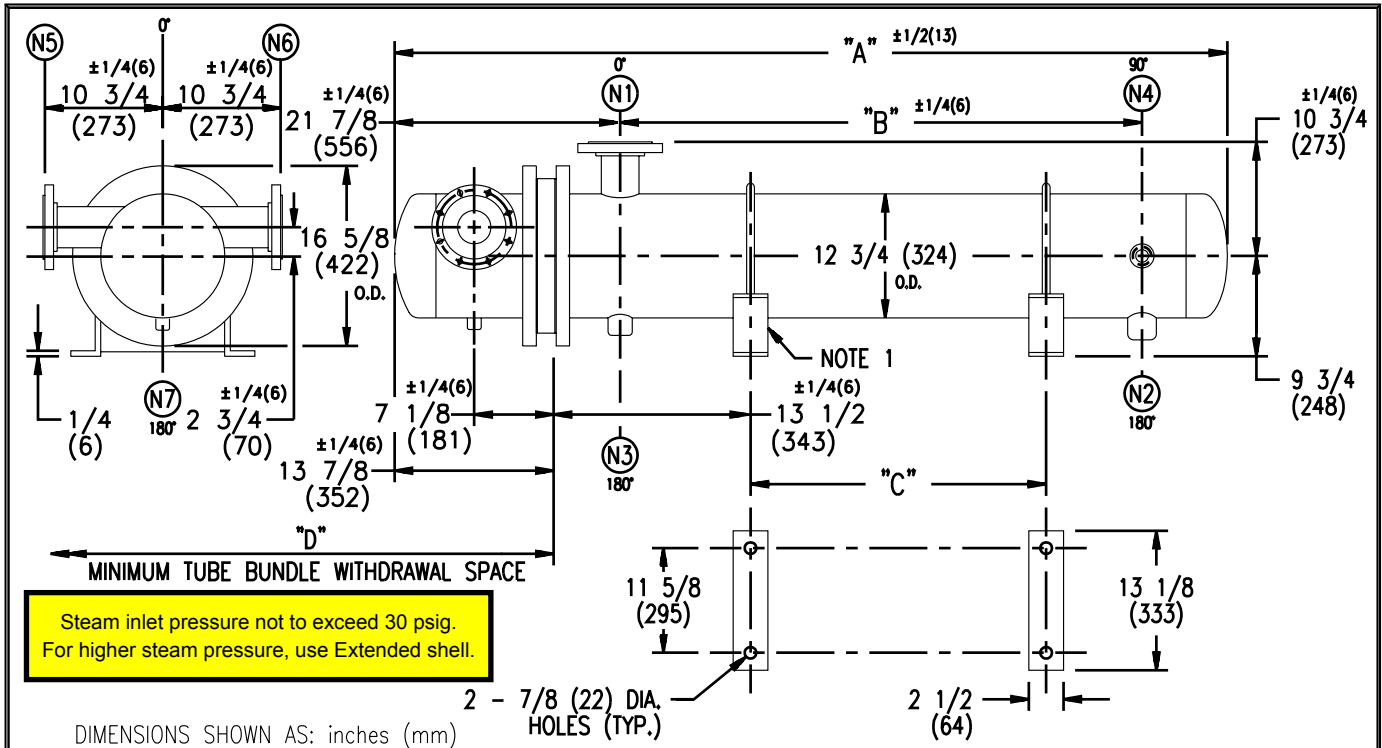 N5
0°
N6
±1/4(6)
±1/4(6)
10 3/4
(273)
10 3/4
(273)
"A" ±1/2(13)
±1/4(6)
21 7/8
(556)
0°
N1
"B" ±1/4(6)
90°
N4
±1/4(6)
10 3/4
(273)
16 5/8
(422)
O.D.
12 3/4 (324)
O.D.
NOTE 1
1/4
(6)
N7
180°
±1/4(6)
2 3/4
(70)
±1/4(6)
7 1/8
(181)
±1/4(6)
13 7/8
(352)
N3
180°
±1/4(6)
13 1/2
(343)
N2
180°
9 3/4
(248)
"C"
"D"
MINIMUM TUBE BUNDLE WITHDRAWAL SPACE
Steam inlet pressure not to exceed 30 psig.
For higher steam pressure, use Extended shell.
11 5/8
(295)
13 1/8
(333)
2 - 7/8 (22) DIA.
HOLES (TYP.)
2 1/2
(64)
DIMENSIONS SHOWN AS: inches (mm)